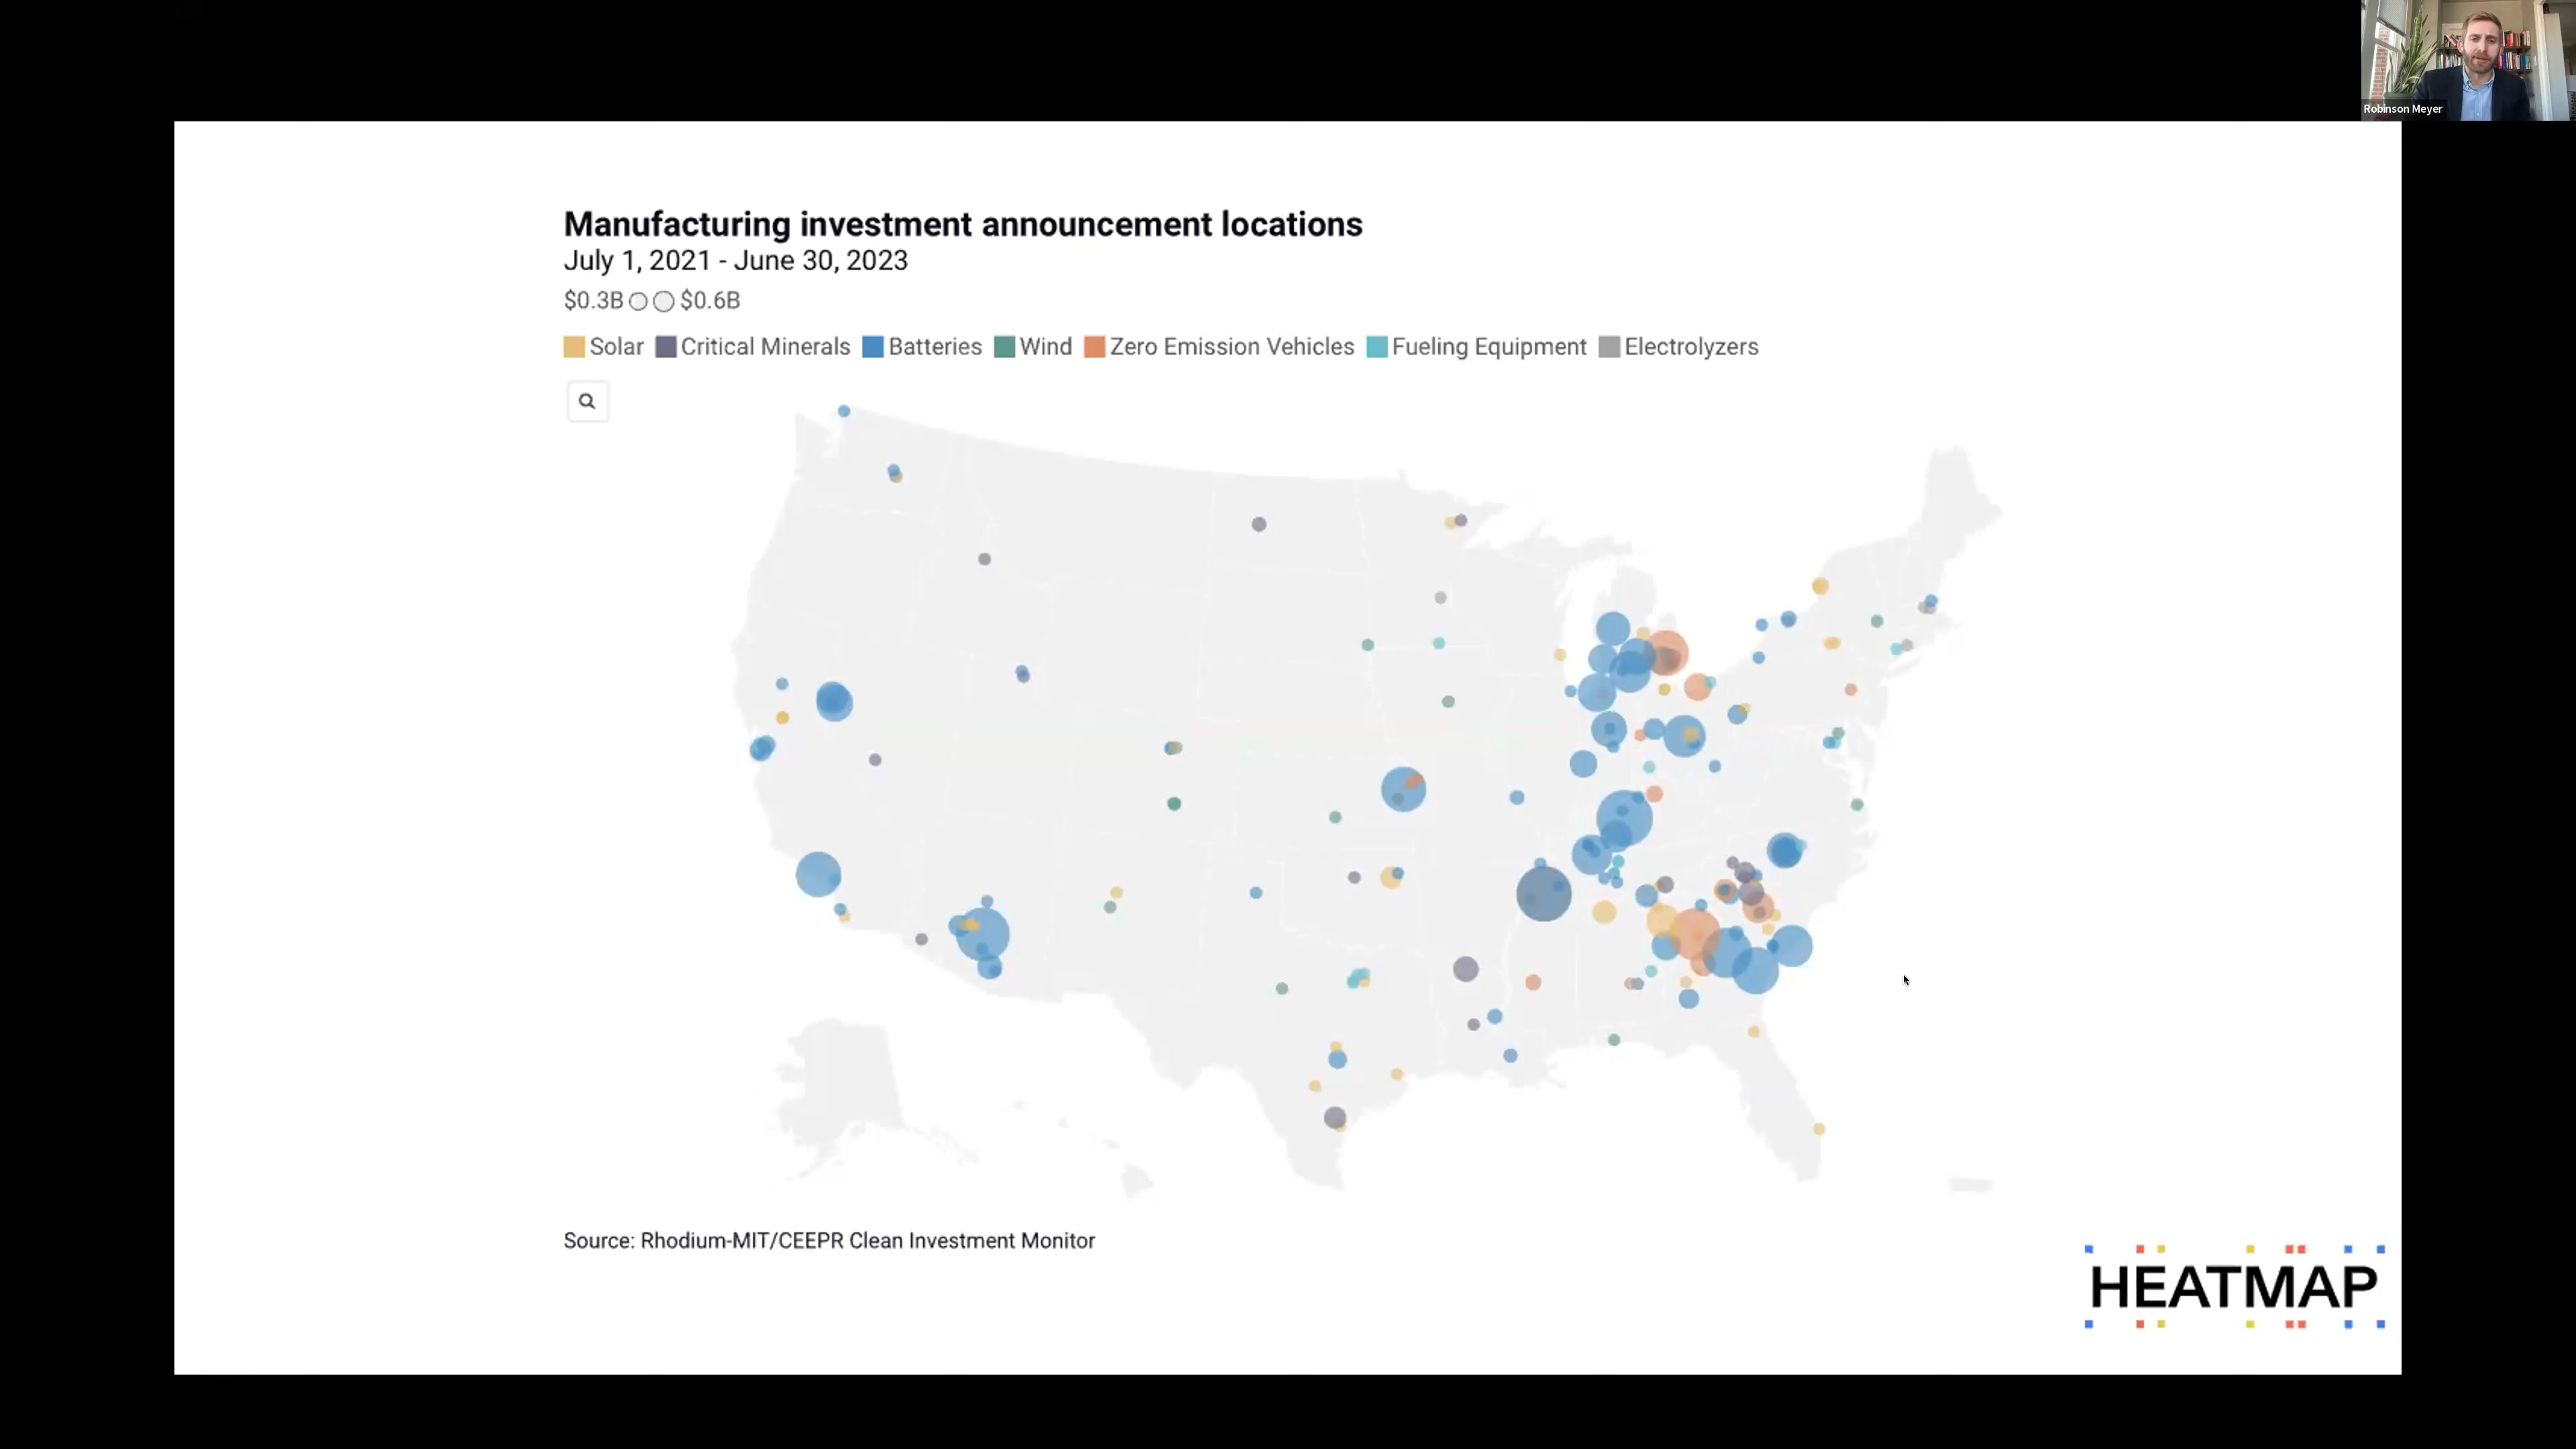 Robinson Meyer
Manufacturing investment announcement locations
July 1, 2021 - June 30, 2023
$0.3B $0.6B
Solar Critical Minerals Batteries Wind Zero Emission Vehicles Fueling Equipment Electrolyzers
Source: Rhodium-MIT/CEEPR Clean Investment Monitor
HEATMAP